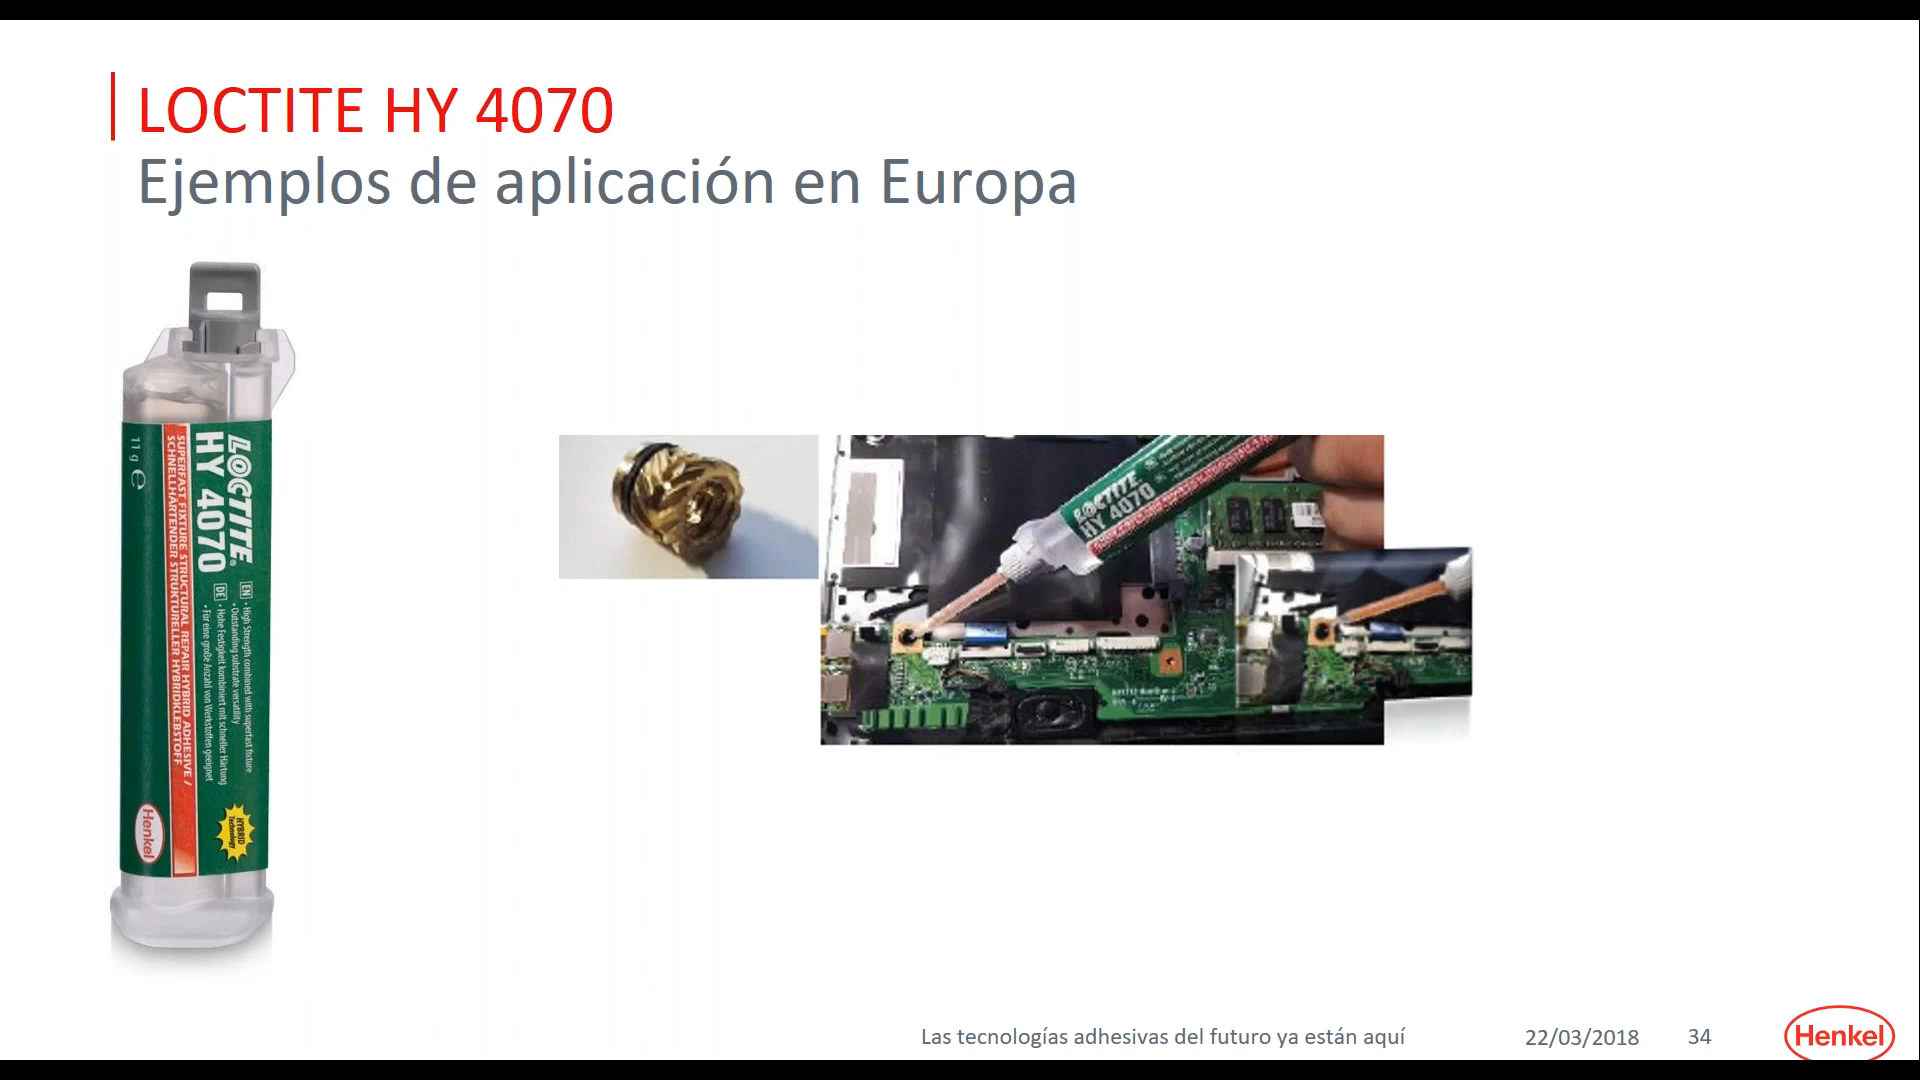 LOCTITE HY 4070
Ejemplos de aplicación en Europa
11 g e
SUPERFAST FIXTURE STRUCTURAL REPAIR HYBRID ADHESIVE /
SCHNELLHÄRTENDER STRUKTURELLER HYBRIDKLEBSTOFF
LOCTITE®
HY 4070
EN • High Strength combined with superfast fixture
• Outstanding substrate versatility
DE • Hohe Festigkeit kombiniert mit schneller Härtung
• Für eine große Anzahl von Werkstoffen geeignet
HYBRID
Technology
Henkel
LOCTITE
HY 4070
Las tecnologías adhesivas del futuro ya están aquí
22/03/2018
34
Henkel